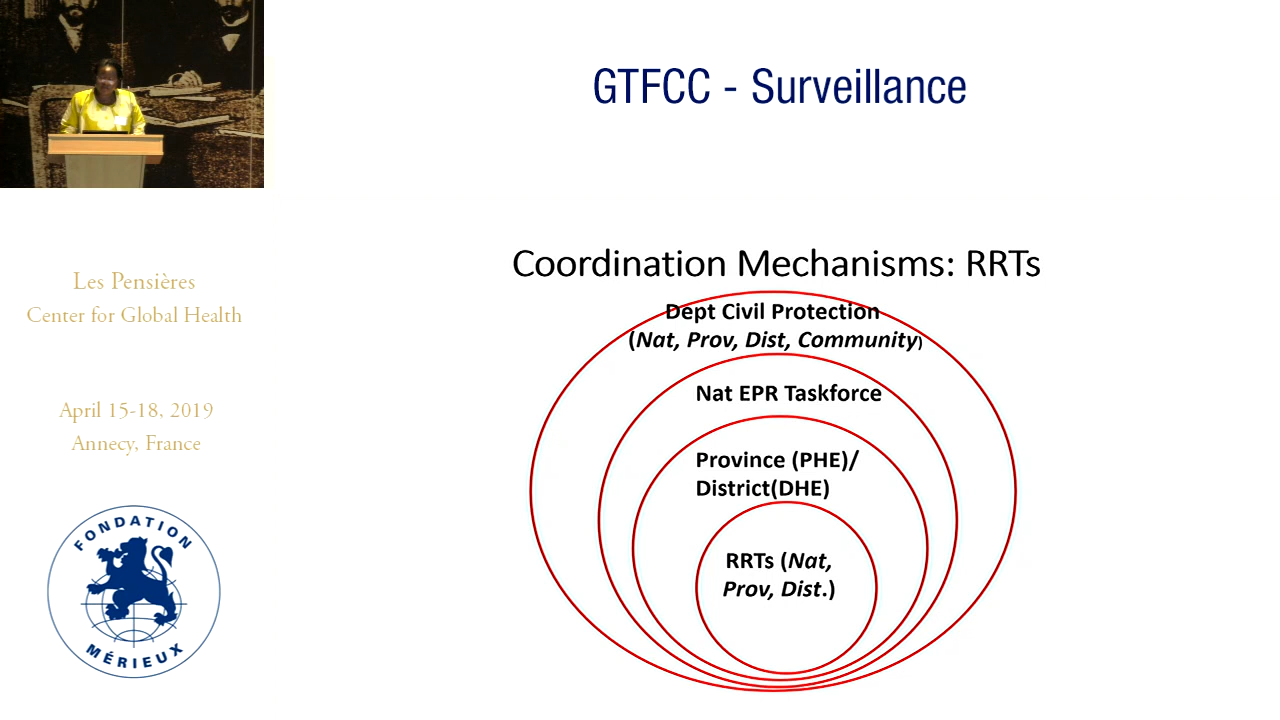 GTFCC - Surveillance
Les Pensières
Center for Global Health
April 15-18, 2019
Annecy, France
FONDATION
MÉRIEUX
Coordination Mechanisms: RRTs
Dept Civil Protection
(Nat, Prov, Dist, Community)
Nat EPR Taskforce
Province (PHE)/
District(DHE)
RRTs (Nat,
Prov, Dist.)